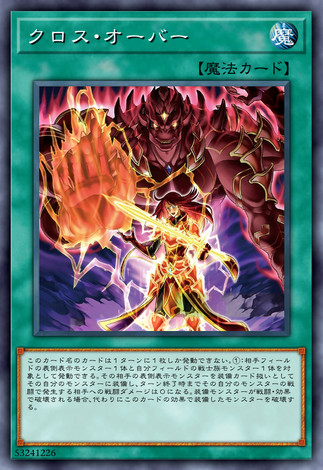 クロス・オーバー
魔
【魔法カード】
このカード名のカードは１ターンに１枚しか発動できない。①：相手フィール
ドの表側表示モンスター１体と自分フィールドの戦士族モンスター１体を対
象として発動できる。その相手の表側表示モンスターを装備カード扱いとして
その自分のモンスターに装備し、ターン終了時までその自分のモンスターの戦
闘で発生する相手への戦闘ダメージは０になる。装備モンスターが戦闘・効果
で破壊される場合、代わりにこのカードの効果で装備したモンスターを破壊す
る。
53241226